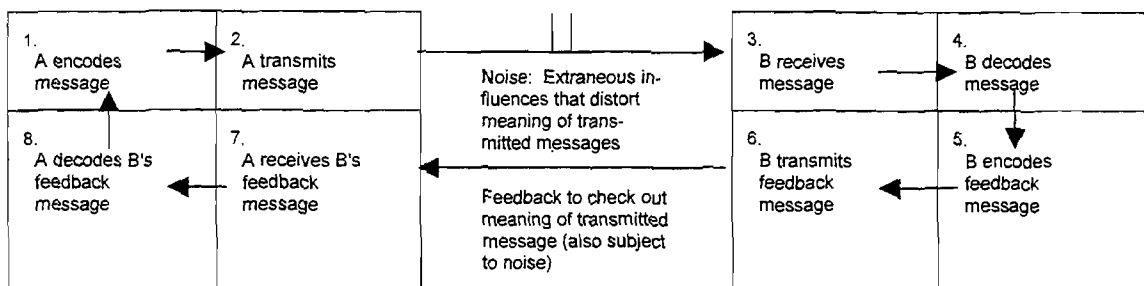 1.
A encodes
message
2.
A transmits
message
Noise: Extraneous in-
fluences that distort
meaning of trans-
mitted messages
3.
B receives
message
4.
B decodes
message
5.
B encodes
feedback
message
6.
B transmits
feedback
message
Feedback to check out
meaning of transmitted
message (also subject
to noise)
7.
A receives B's
feedback
message
8.
A decodes B's
feedback
message